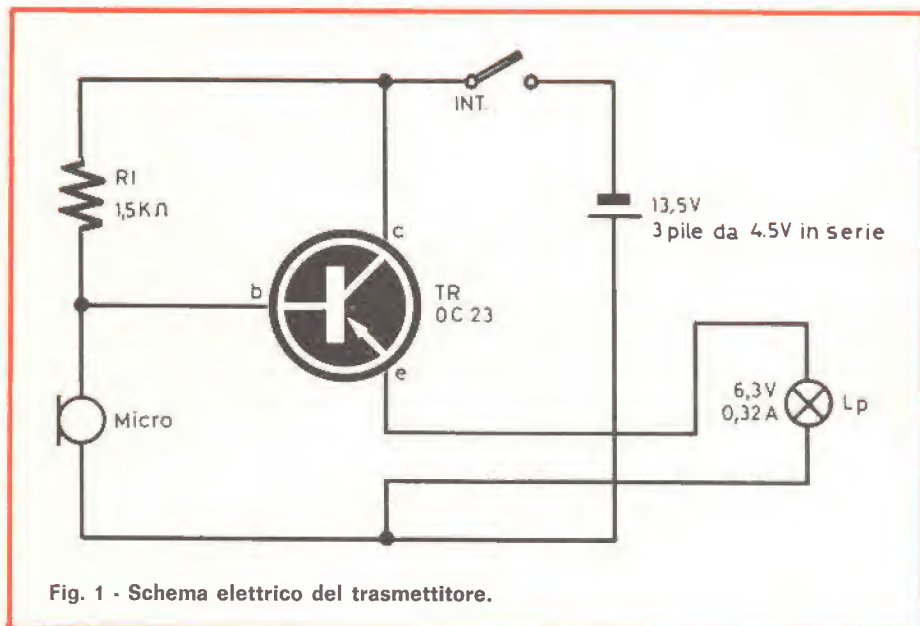 INT.
R1
1,5KΩ
13,5V
3 pile da 4.5V in serie
c
b
TR
OC 23
e
Micro
6,3V
0,32A
Lp
Fig. 1 - Schema elettrico del trasmettitore.